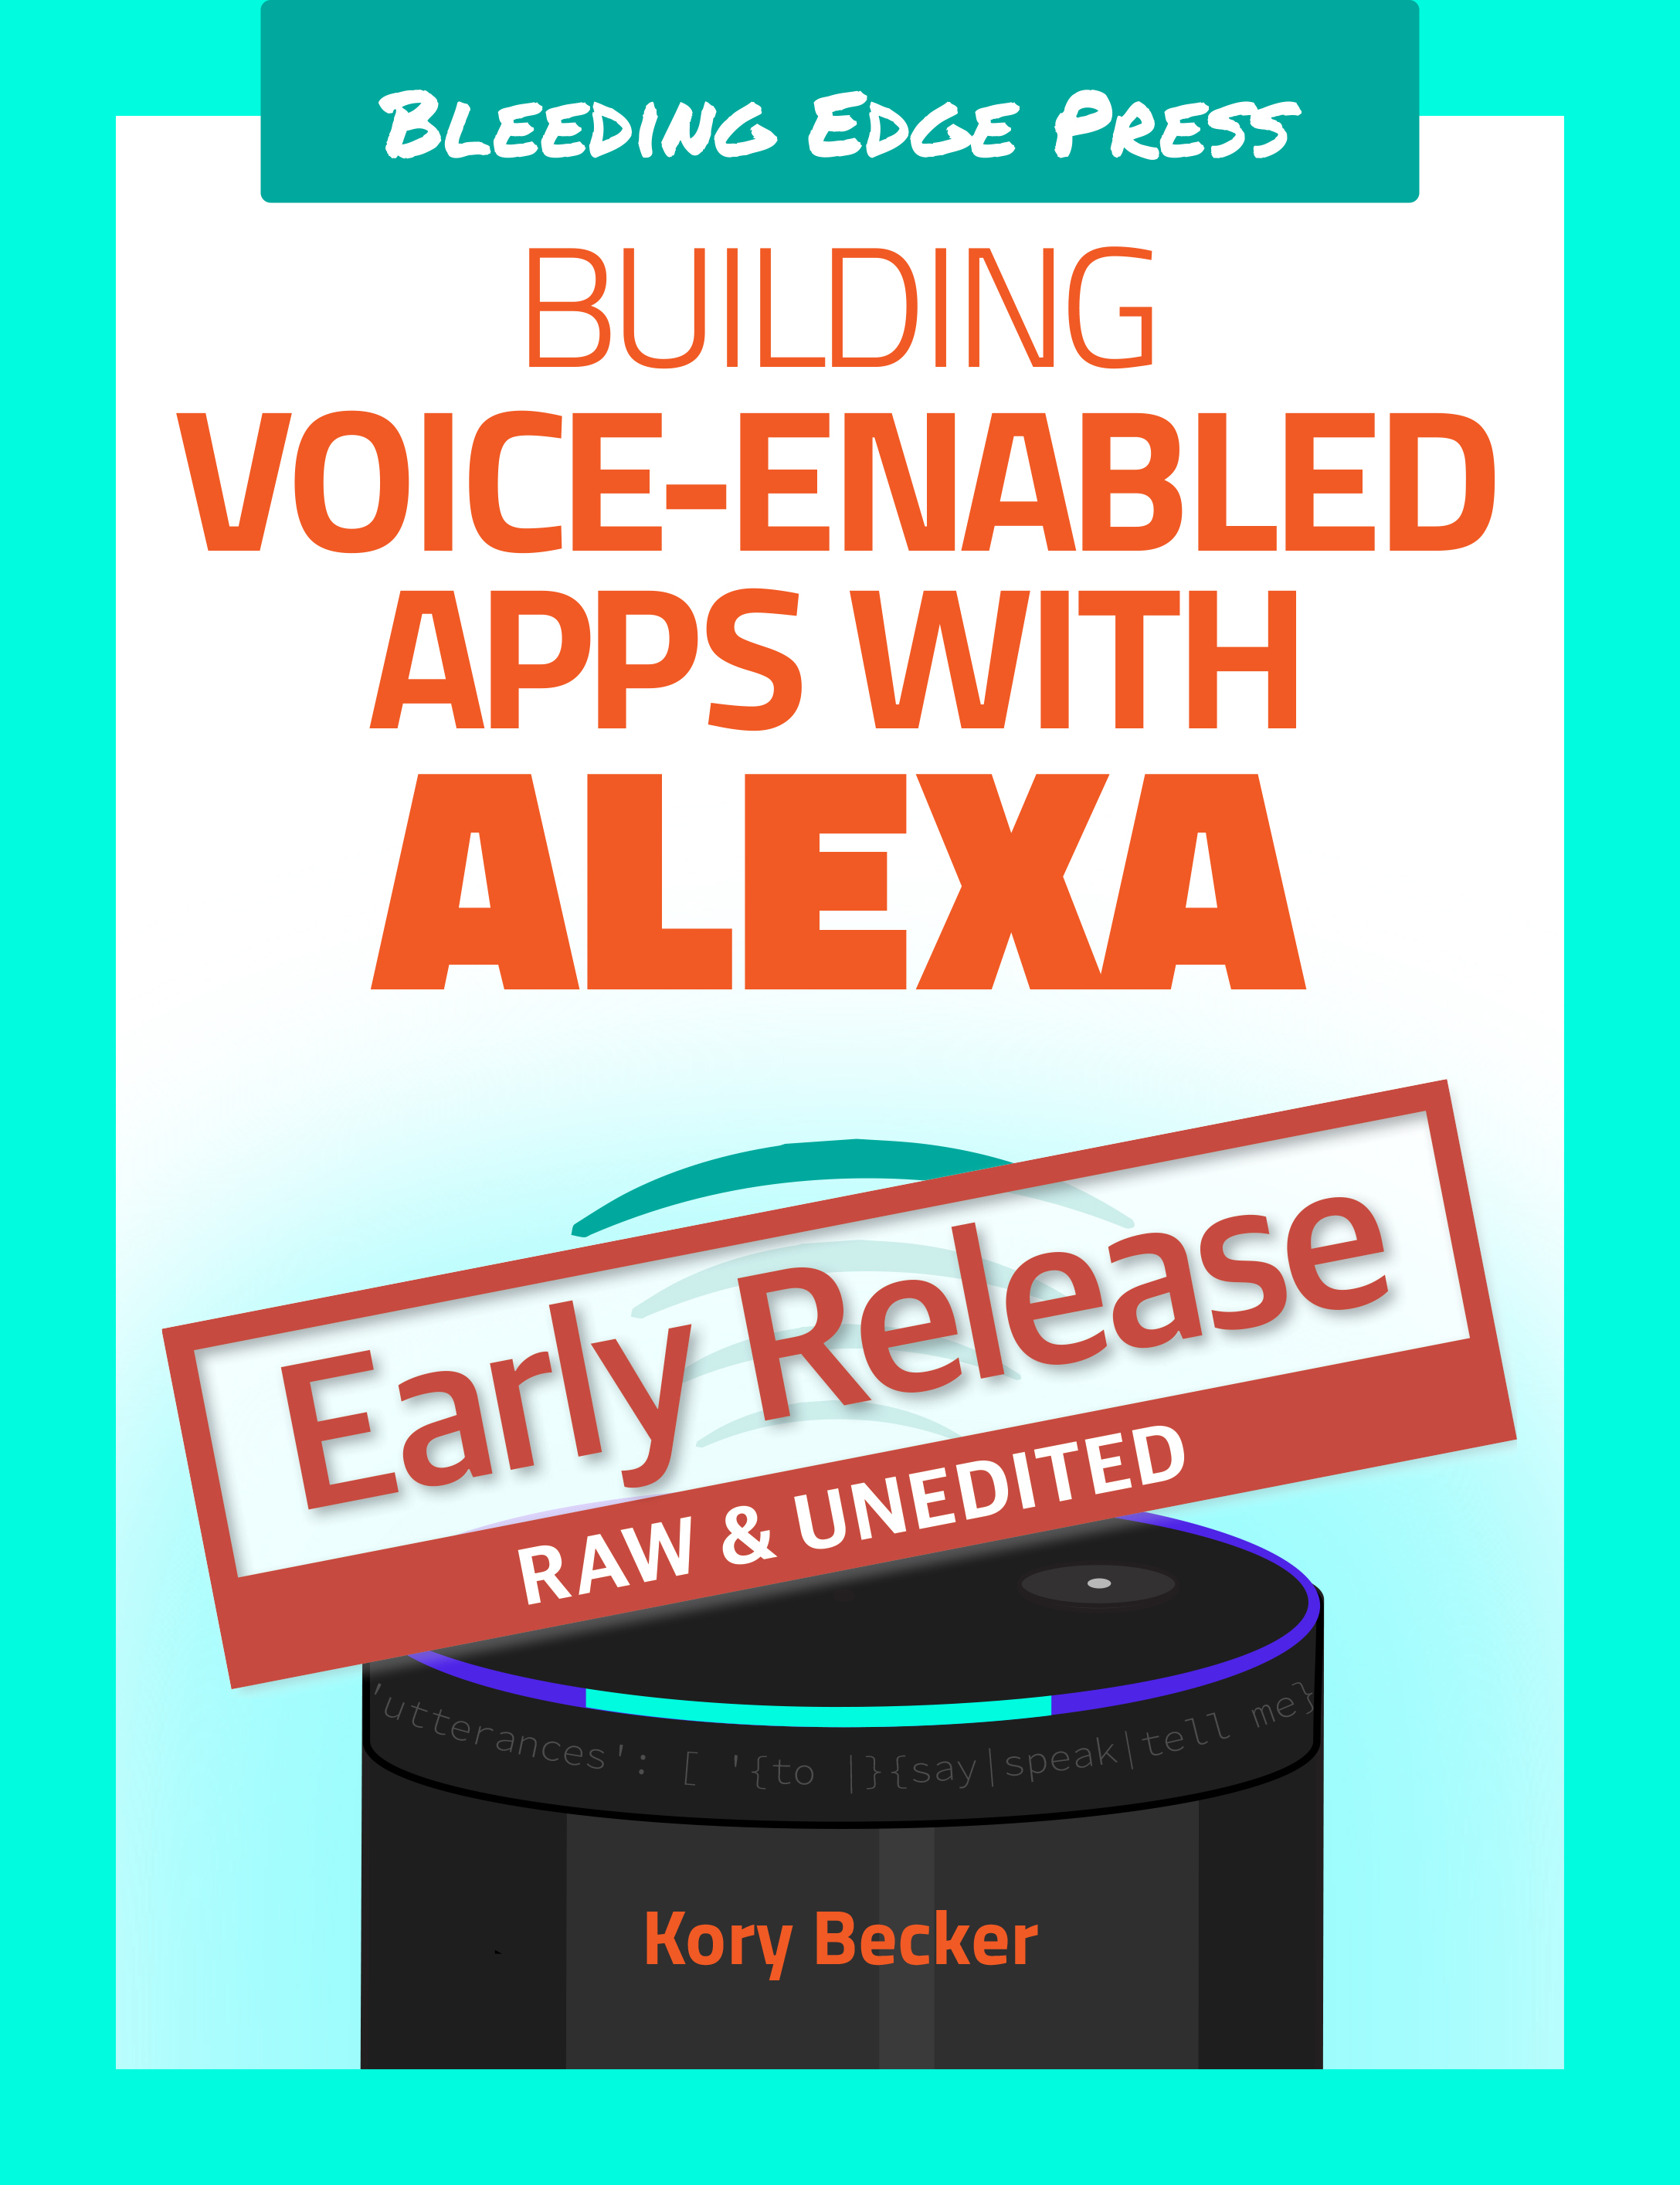 BLEEDING EDGE PRESS
BUILDING
VOICE-ENABLED
APPS WITH
ALEXA
Early Release
RAW & UNEDITED
'utterances': [ '{to |}{say|speak|tell me}
Kory Becker